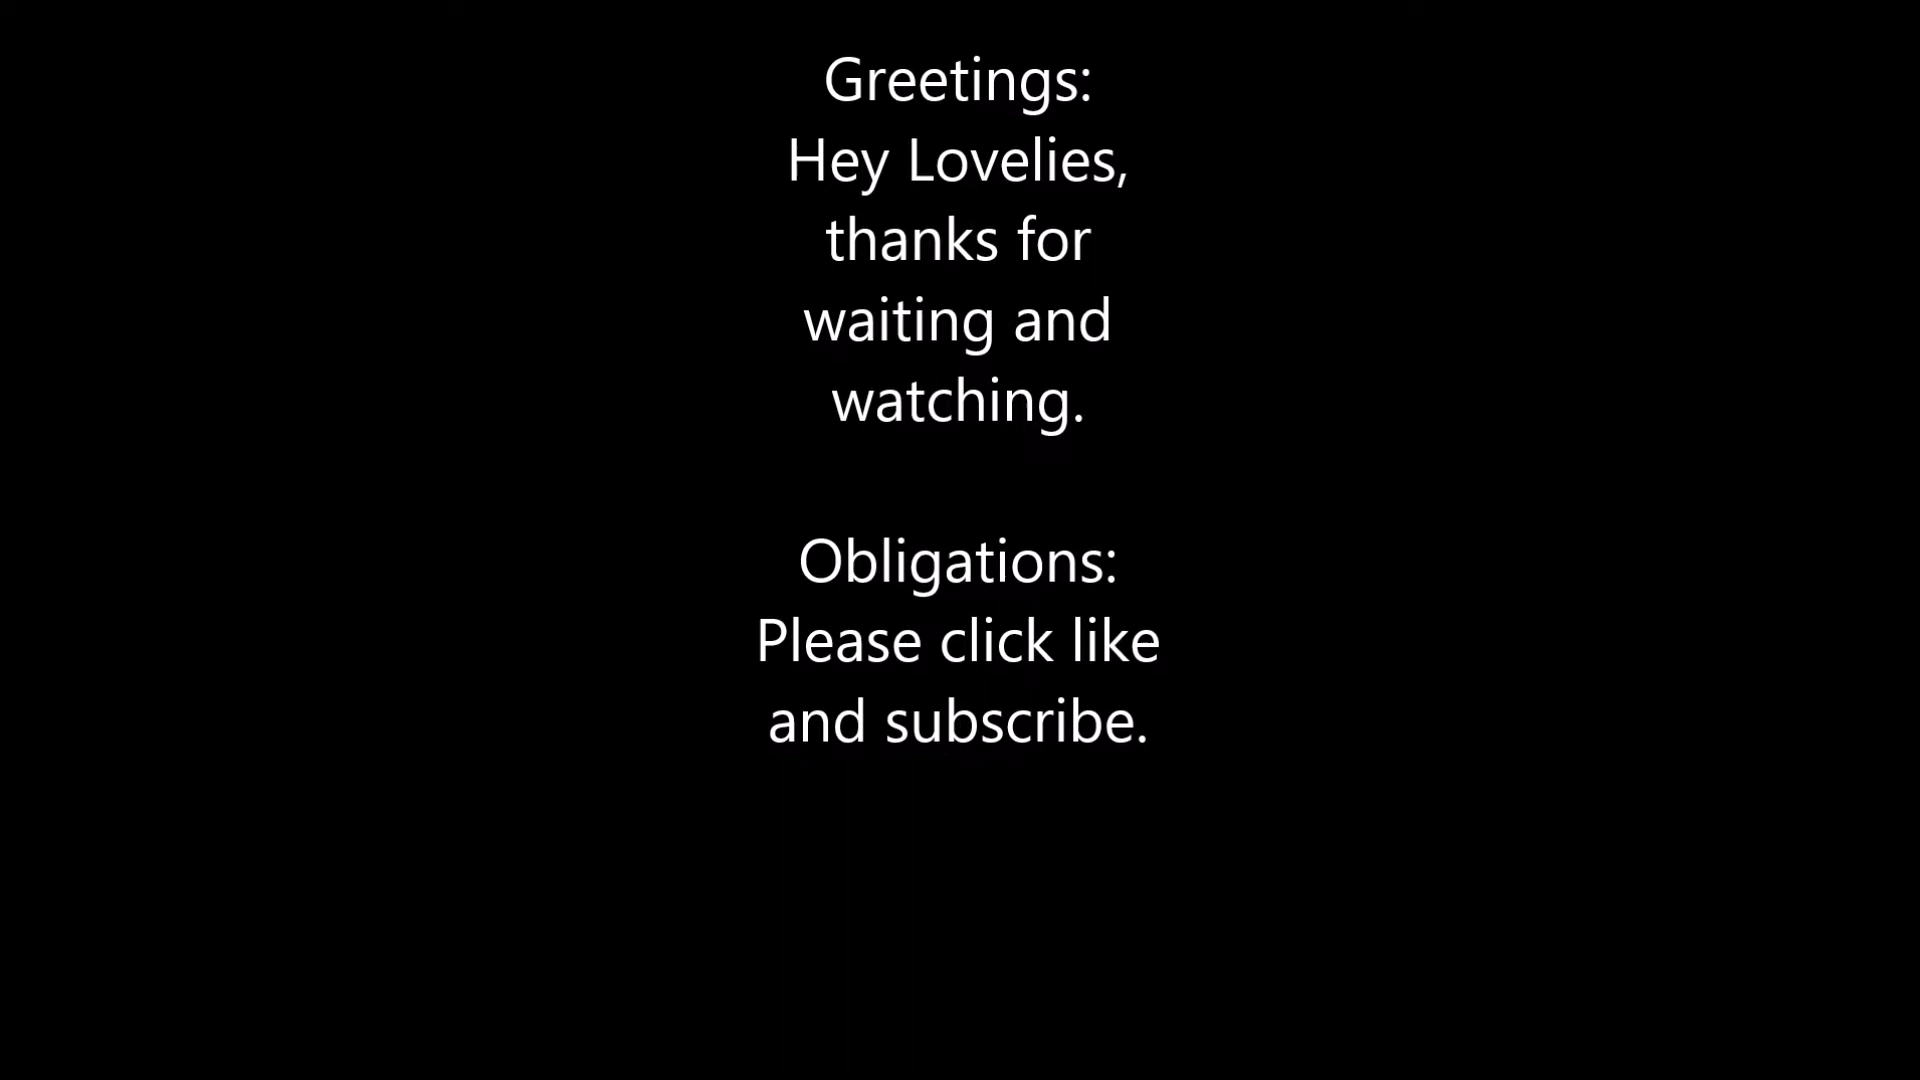 Greetings:
Hey Lovelies,
thanks for
waiting and
watching.
Obligations:
Please click like
and subscribe.